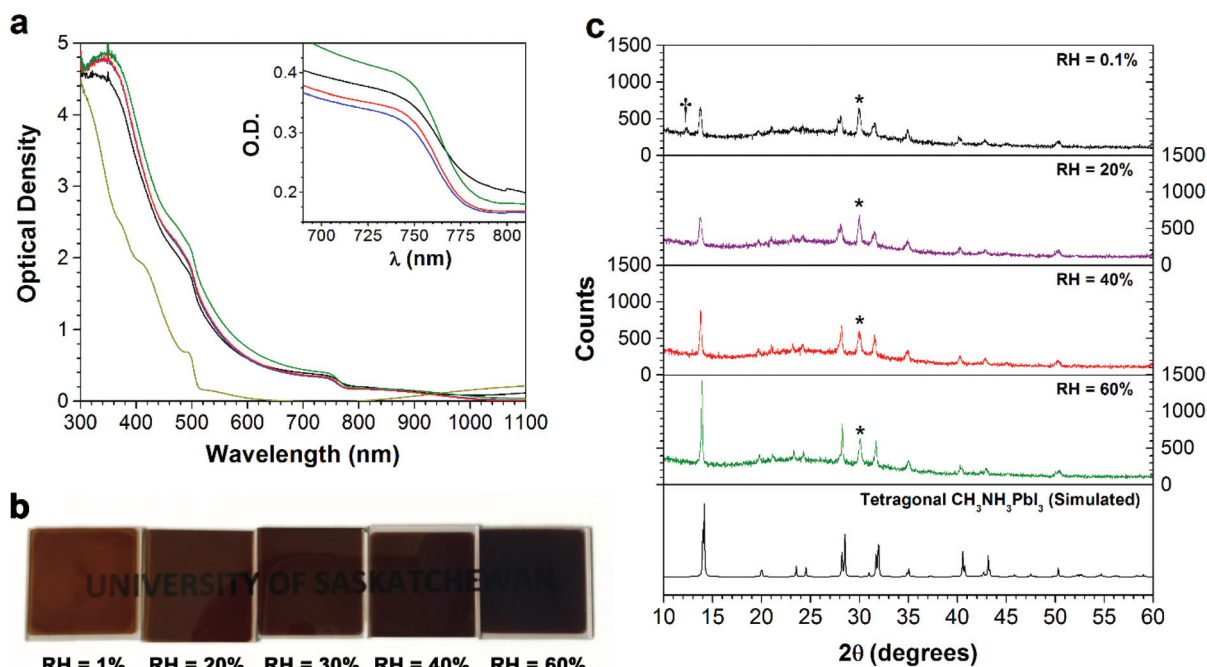 a
5
4
3
2
1
0
Optical Density
300 400 500 600 700 800 900 1000 1100
Wavelength (nm)
0.4
0.3
0.2
O.D.
700 725 750 775 800
λ (nm)
b
UNIVERSITY OF SASKATCHEWAN
RH = 1% RH = 20% RH = 30% RH = 40% RH = 60%
c
Counts
1500
1000
500
0
RH = 0.1%
†
*
1500
1000
500
0
RH = 20%
*
1500
1000
500
0
RH = 40%
*
1500
1000
500
0
RH = 60%
*
Tetragonal CH₃NH₃PbI₃ (Simulated)
10 15 20 25 30 35 40 45 50 55 60
2θ (degrees)